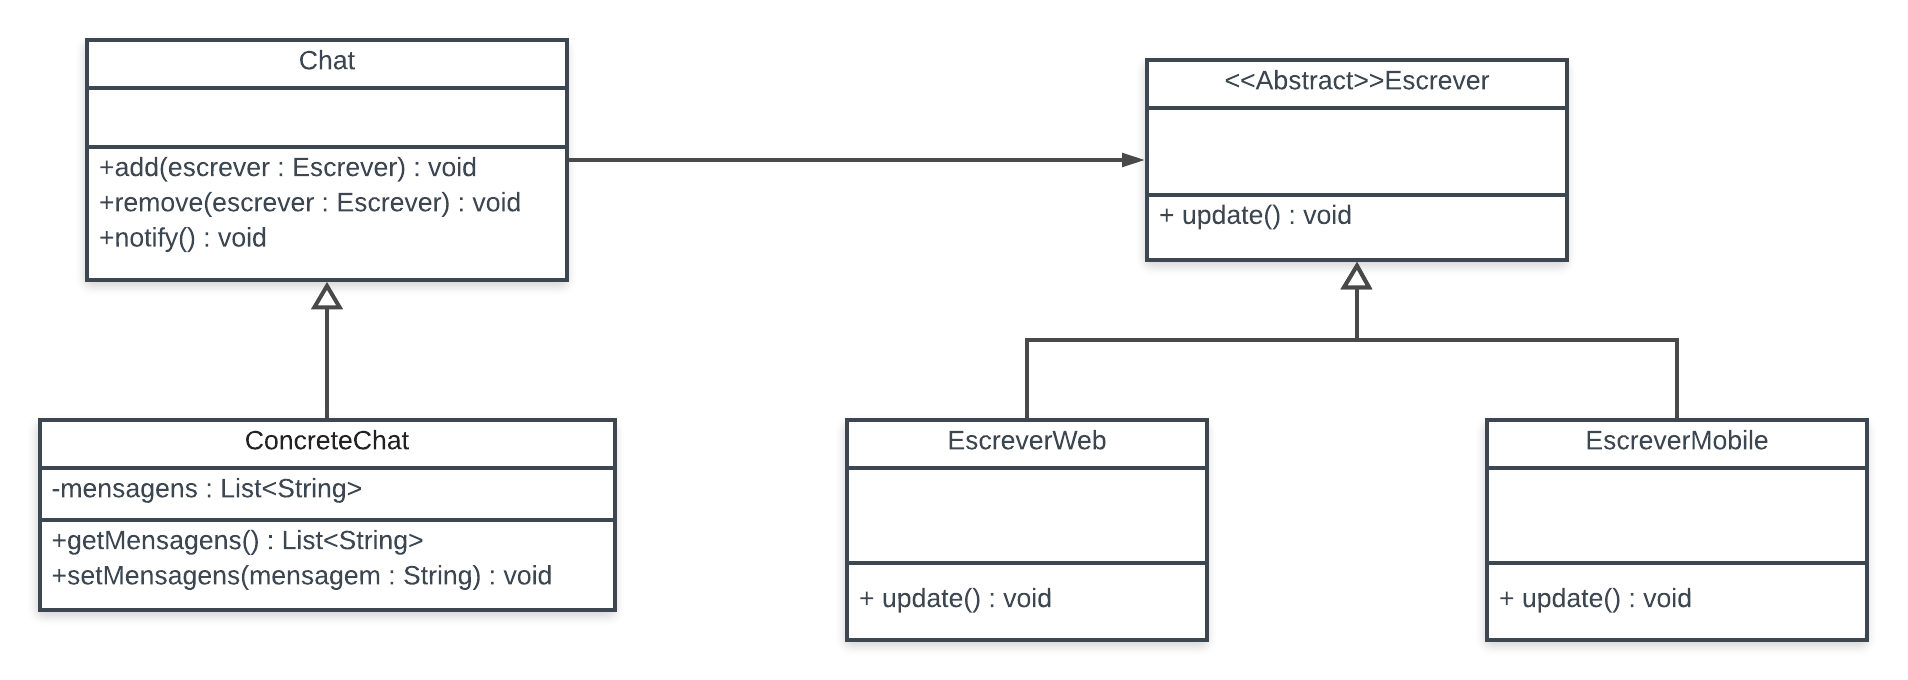 Chat
+add(escrever : Escrever) : void
+remove(escrever : Escrever) : void
+notify() : void
<<Abstract>>Escrever
+ update() : void
ConcreteChat
-mensagens : List<String>
+getMensagens() : List<String>
+setMensagens(mensagem : String) : void
EscreverWeb
+ update() : void
EscreverMobile
+ update() : void